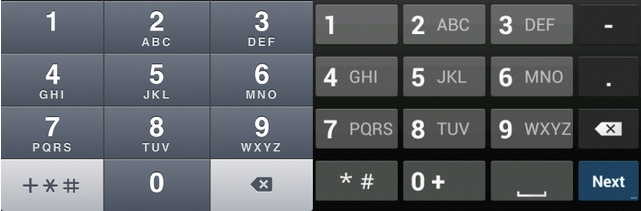 1 2 3
ABC DEF
4 5 6
GHI JKL MNO
7 8 9
PQRS TUV WXYZ
+*# 0
1 2 ABC 3 DEF -
4 GHI 5 JKL 6 MNO .
7 PQRS 8 TUV 9 WXYZ
* # 0 + Next